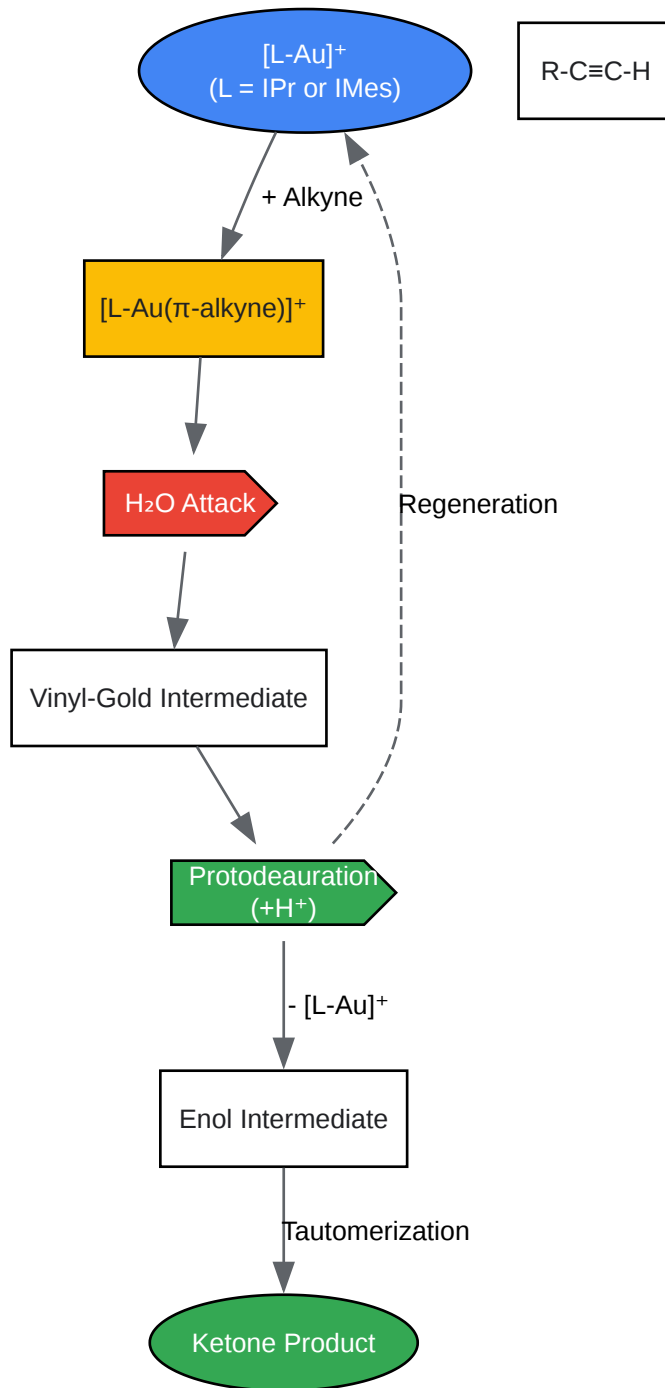 [L-Au]⁺
(L = IPr or IMes)
R-C≡C-H
+ Alkyne
[L-Au(π-alkyne)]⁺
H₂O Attack
Regeneration
Vinyl-Gold Intermediate
Protodeauration
(+H⁺)
- [L-Au]⁺
Enol Intermediate
Tautomerization
Ketone Product